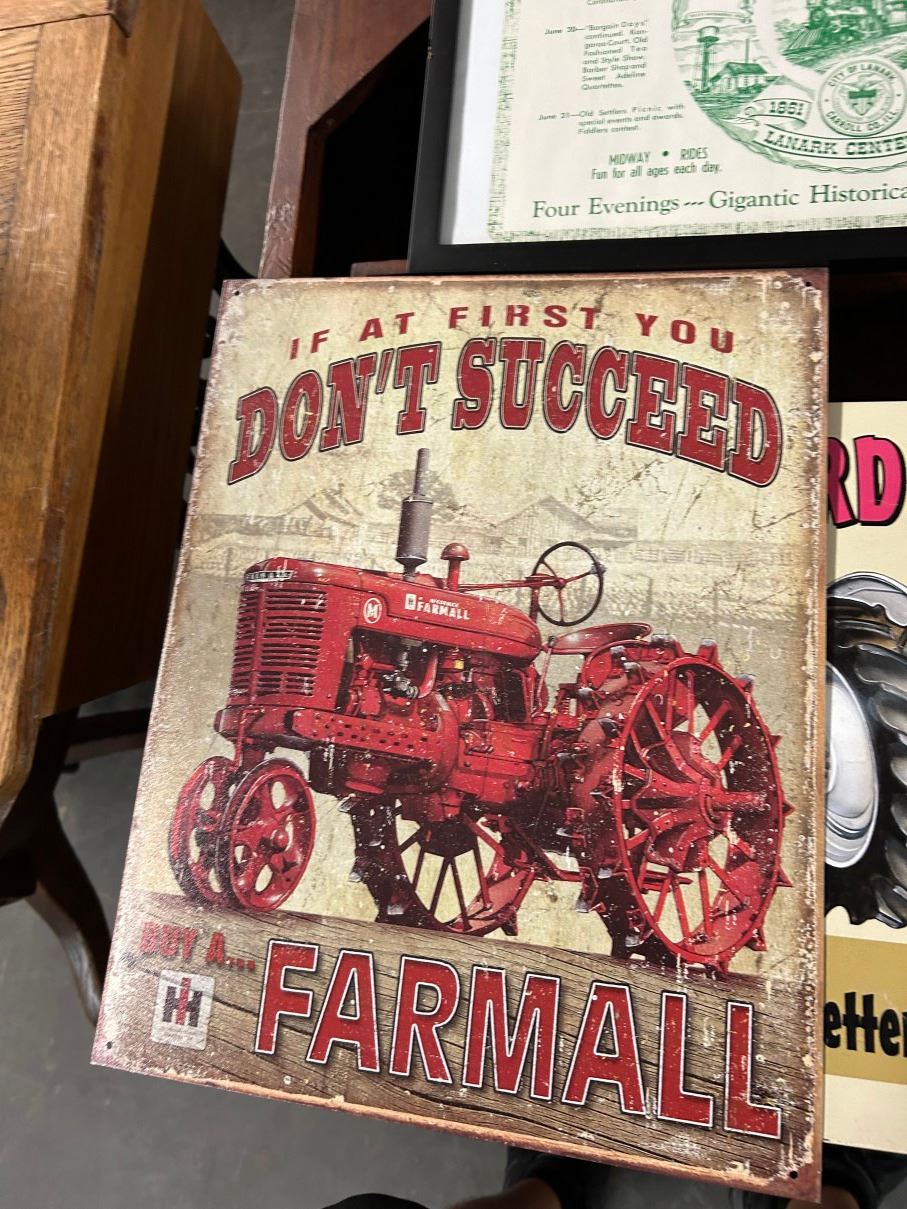 June 20—"Bargain Days"
continued. Kan-
garoo Court. Old
Fashioned Tea
and Style Show.
Barber Shop and
Sweet Adeline
Quartettes.
June 21—Old Settlers Picnic with
special events and awards.
Fiddlers contest.
MIDWAY • RIDES
Fun for all ages each day.
Four Evenings --- Gigantic Historica
CITY OF LANARK
CARROLL CO. ILL.
1861
LANARK CENTE
IF AT FIRST YOU
DON'T SUCCEED
FARMALL
M
McCORMICK
FARMALL
BUY A...
IH
FARMALL
RD
ette